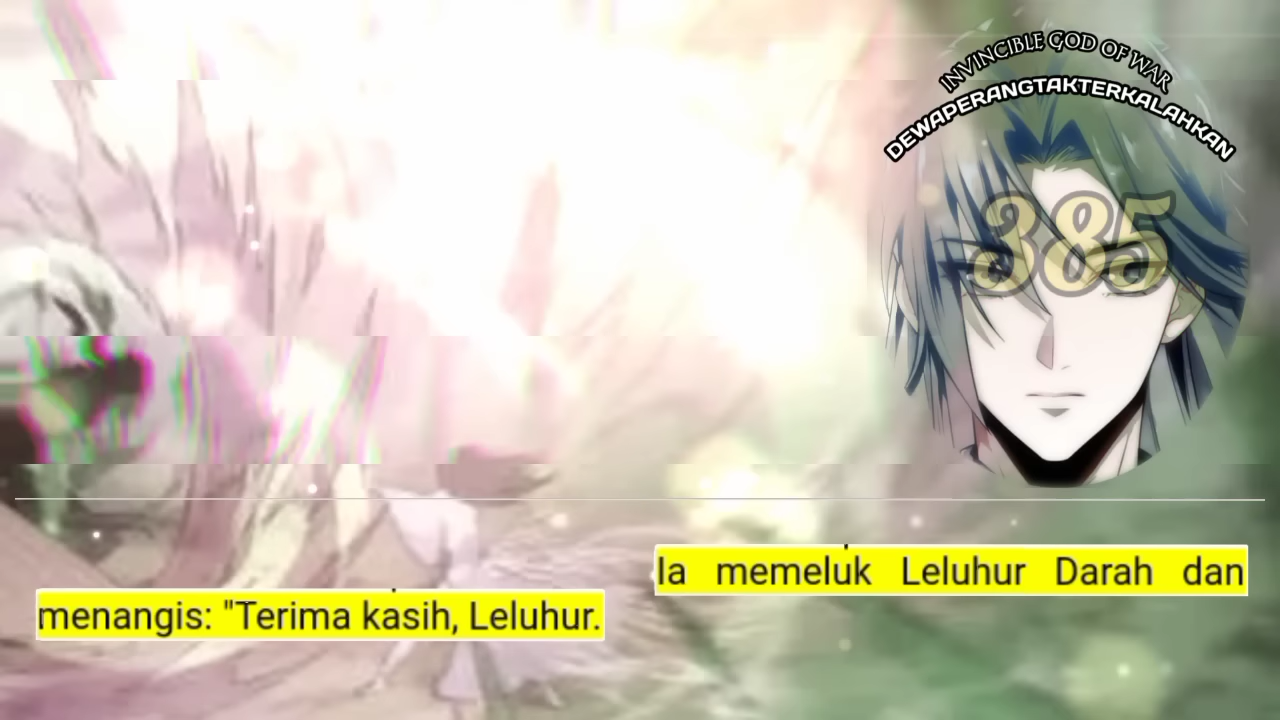 INVINCIBLE GOD OF WAR
DEWAPERANGTAKTERKALAHKAN
385
Ia memeluk Leluhur Darah dan
menangis: "Terima kasih, Leluhur.